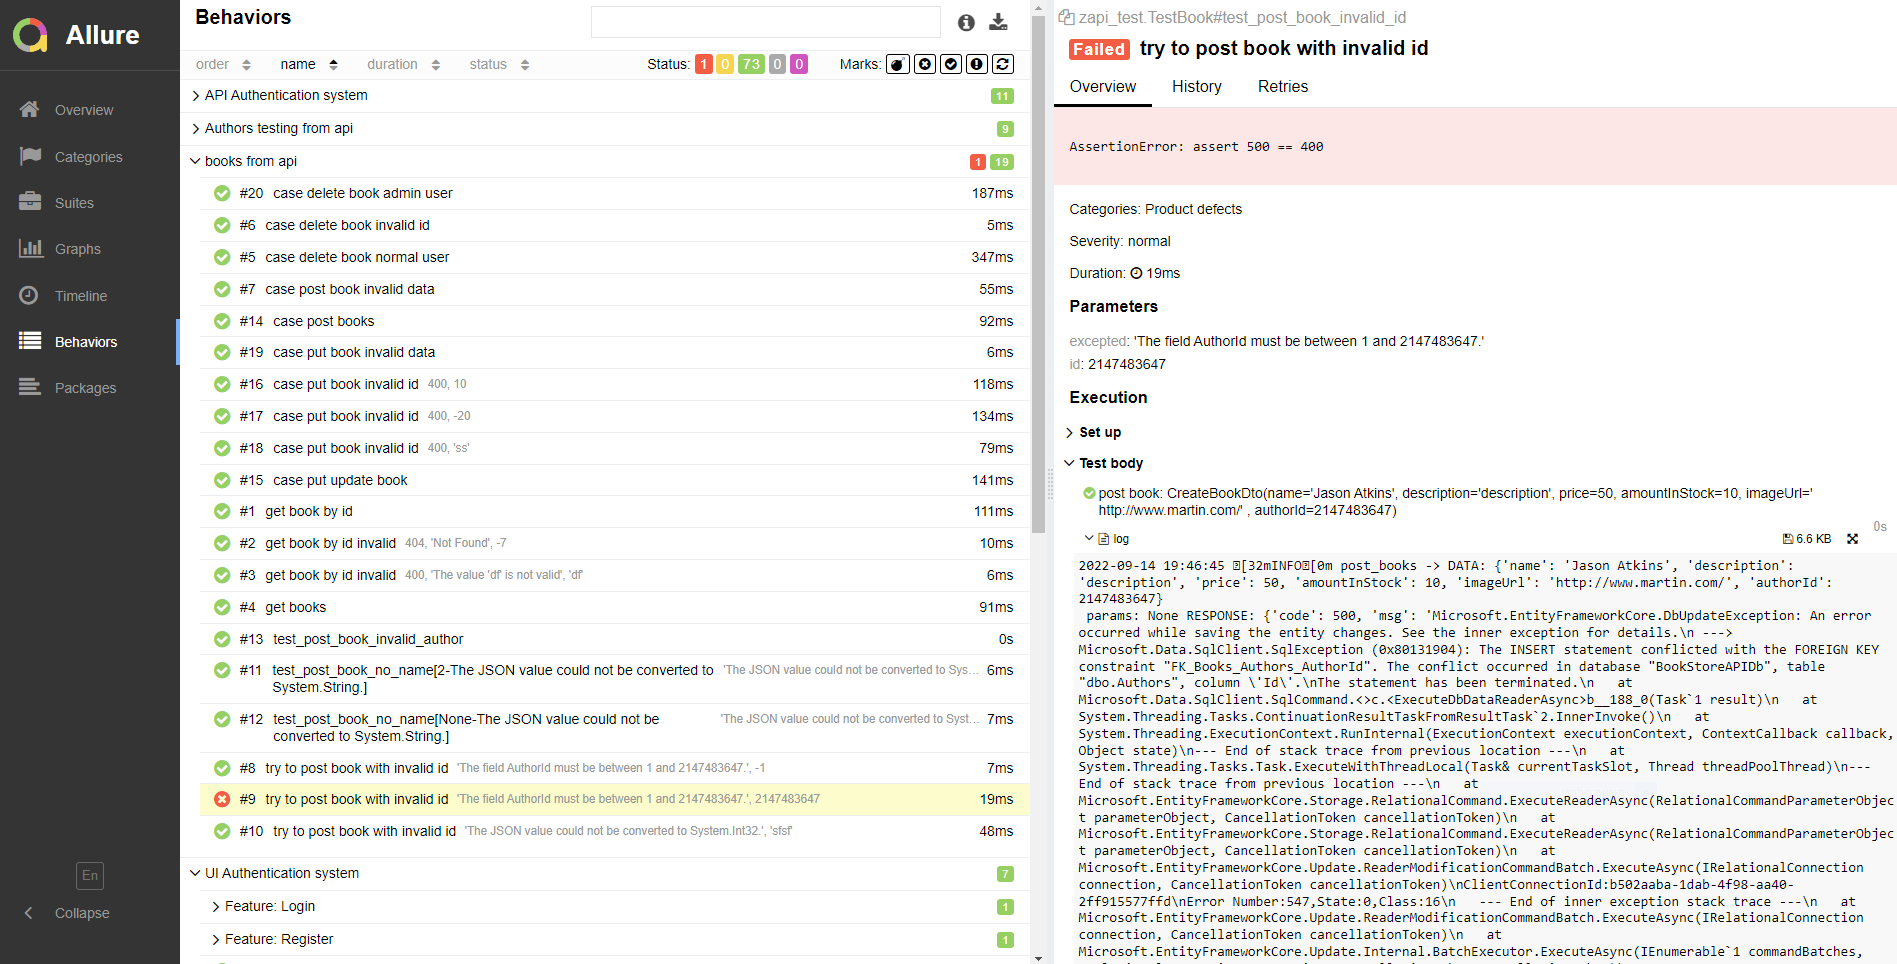 Allure
Overview
Categories
Suites
Graphs
Timeline
Behaviors
Packages
En
Collapse
Behaviors
order name duration status Status: 1 0 73 0 0 Marks:
API Authentication system 11
Authors testing from api 9
books from api 1 19
#20 case delete book admin user 187ms
#6 case delete book invalid id 5ms
#5 case delete book normal user 347ms
#7 case post book invalid data 55ms
#14 case post books 92ms
#19 case put book invalid data 6ms
#16 case put book invalid id 400, 10 118ms
#17 case put book invalid id 400, -20 134ms
#18 case put book invalid id 400, 'ss' 79ms
#15 case put update book 141ms
#1 get book by id 111ms
#2 get book by id invalid 404, 'Not Found', -7 10ms
#3 get book by id invalid 400, 'The value 'df' is not valid', 'df' 6ms
#4 get books 91ms
#13 test_post_book_invalid_author 0s
#11 test_post_book_no_name[2-The JSON value could not be converted to 'The JSON value could not be converted to Sys... 6ms
System.String.]
#12 test_post_book_no_name[None-The JSON value could not be 'The JSON value could not be converted to Syst... 7ms
converted to System.String.]
#8 try to post book with invalid id 'The field AuthorId must be between 1 and 2147483647.', -1 7ms
#9 try to post book with invalid id 'The field AuthorId must be between 1 and 2147483647.', 2147483647 19ms
#10 try to post book with invalid id 'The JSON value could not be converted to System.Int32.', 'sfsf' 48ms
UI Authentication system 7
Feature: Login 1
Feature: Register 1
zapi_test.TestBook#test_post_book_invalid_id
Failed try to post book with invalid id
Overview History Retries
AssertionError: assert 500 == 400
Categories: Product defects
Severity: normal
Duration: 19ms
Parameters
excepted: 'The field AuthorId must be between 1 and 2147483647.'
id: 2147483647
Execution
Set up
Test body
post book: CreateBookDto(name='Jason Atkins', description='description', price=50, amountInStock=10, imageUrl='
http://www.martin.com/' , authorId=2147483647)
0s
log 6.6 KB
2022-09-14 19:46:45 [32mINFO[0m post_books -> DATA: {'name': 'Jason Atkins', 'description':
'description', 'price': 50, 'amountInStock': 10, 'imageUrl': 'http://www.martin.com/', 'authorId':
2147483647}
params: None RESPONSE: {'code': 500, 'msg': 'Microsoft.EntityFrameworkCore.DbUpdateException: An error
occurred while saving the entity changes. See the inner exception for details.\n --->
Microsoft.Data.SqlClient.SqlException (0x80131904): The INSERT statement conflicted with the FOREIGN KEY
constraint "FK_Books_Authors_AuthorId". The conflict occurred in database "BookStoreAPIDb", table
"dbo.Authors", column \'Id\'.\nThe statement has been terminated.\n at
Microsoft.Data.SqlClient.SqlCommand.<>c.<ExecuteDbDataReaderAsync>b__188_0(Task`1 result)\n at
System.Threading.Tasks.ContinuationResultTaskFromResultTask`2.InnerInvoke()\n at
System.Threading.ExecutionContext.RunInternal(ExecutionContext executionContext, ContextCallback callback,
Object state)\n--- End of stack trace from previous location ---\n at
System.Threading.Tasks.Task.ExecuteWithThreadLocal(Task& currentTaskSlot, Thread threadPoolThread)\n---
End of stack trace from previous location ---\n at
Microsoft.EntityFrameworkCore.Storage.RelationalCommand.ExecuteReaderAsync(RelationalCommandParameterObjec
t parameterObject, CancellationToken cancellationToken)\n at
Microsoft.EntityFrameworkCore.Storage.RelationalCommand.ExecuteReaderAsync(RelationalCommandParameterObjec
t parameterObject, CancellationToken cancellationToken)\n at
Microsoft.EntityFrameworkCore.Update.ReaderModificationCommandBatch.ExecuteAsync(IRelationalConnection
connection, CancellationToken cancellationToken)\nClientConnectionId:b502aaba-1dab-4f98-aa40-
2ff915577ffd\nError Number:547,State:0,Class:16\n --- End of inner exception stack trace ---\n at
Microsoft.EntityFrameworkCore.Update.ReaderModificationCommandBatch.ExecuteAsync(IRelationalConnection
connection, CancellationToken cancellationToken)\n at
Microsoft.EntityFrameworkCore.Update.Internal.BatchExecutor.ExecuteAsync(IEnumerable`1 commandBatches,